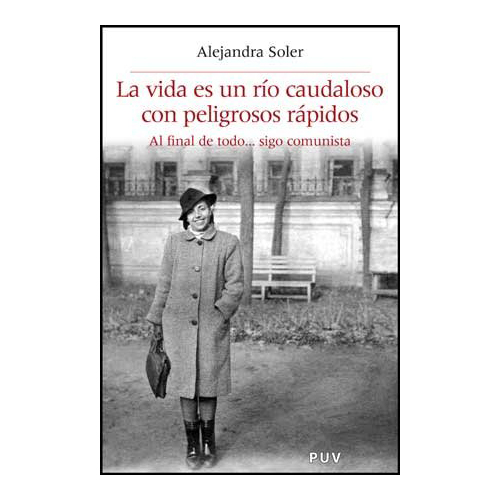 Alejandra Soler
La vida es un río caudaloso
con peligrosos rápidos
Al final de todo... sigo comunista
PUV